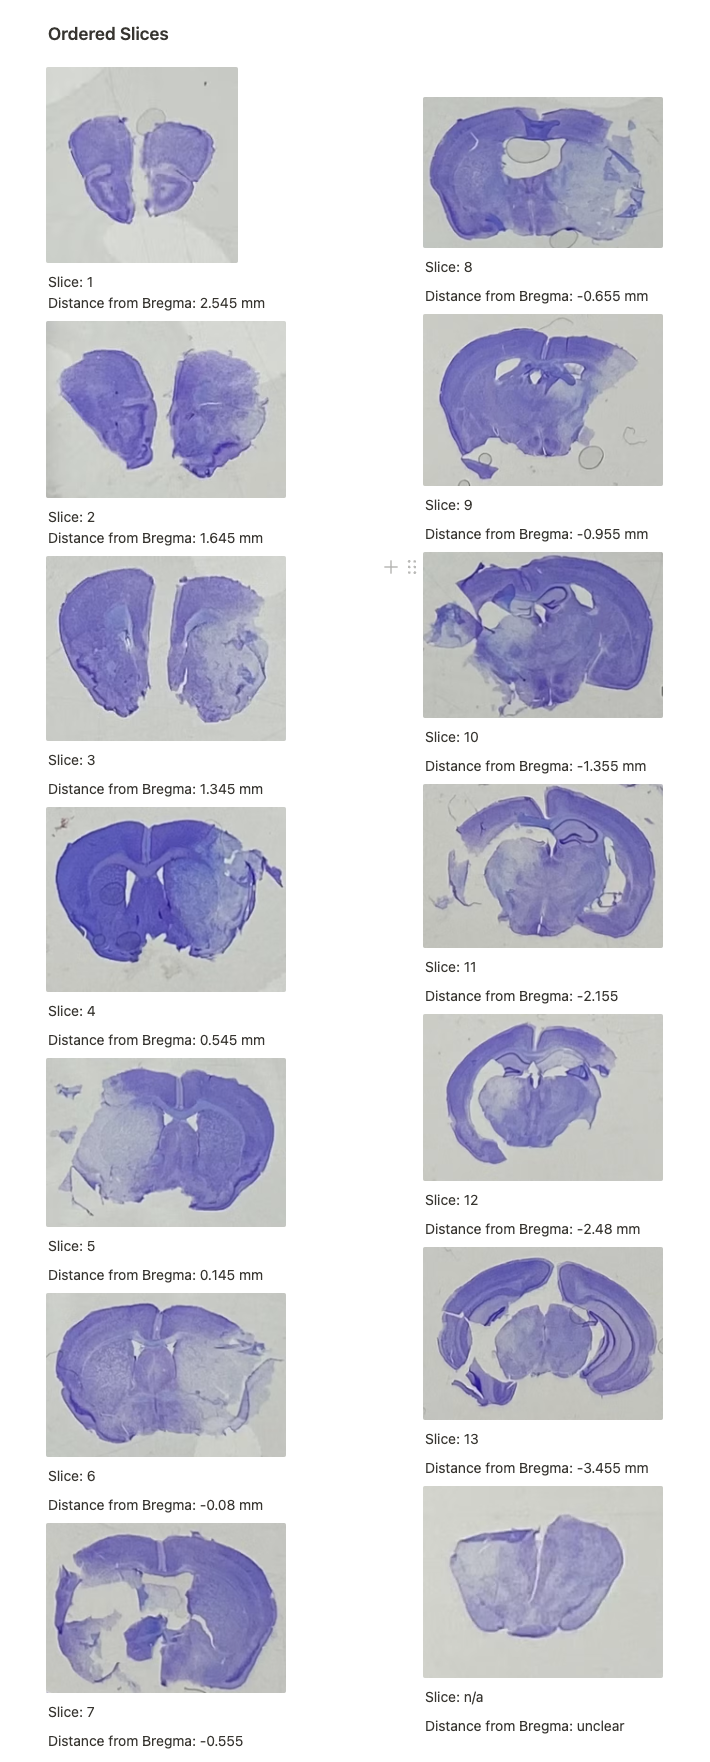 Ordered Slices
Slice: 1
Distance from Bregma: 2.545 mm
Slice: 2
Distance from Bregma: 1.645 mm
Slice: 3
Distance from Bregma: 1.345 mm
Slice: 4
Distance from Bregma: 0.545 mm
Slice: 5
Distance from Bregma: 0.145 mm
Slice: 6
Distance from Bregma: -0.08 mm
Slice: 7
Distance from Bregma: -0.555
Slice: 8
Distance from Bregma: -0.655 mm
Slice: 9
Distance from Bregma: -0.955 mm
Slice: 10
Distance from Bregma: -1.355 mm
Slice: 11
Distance from Bregma: -2.155
Slice: 12
Distance from Bregma: -2.48 mm
Slice: 13
Distance from Bregma: -3.455 mm
Slice: n/a
Distance from Bregma: unclear